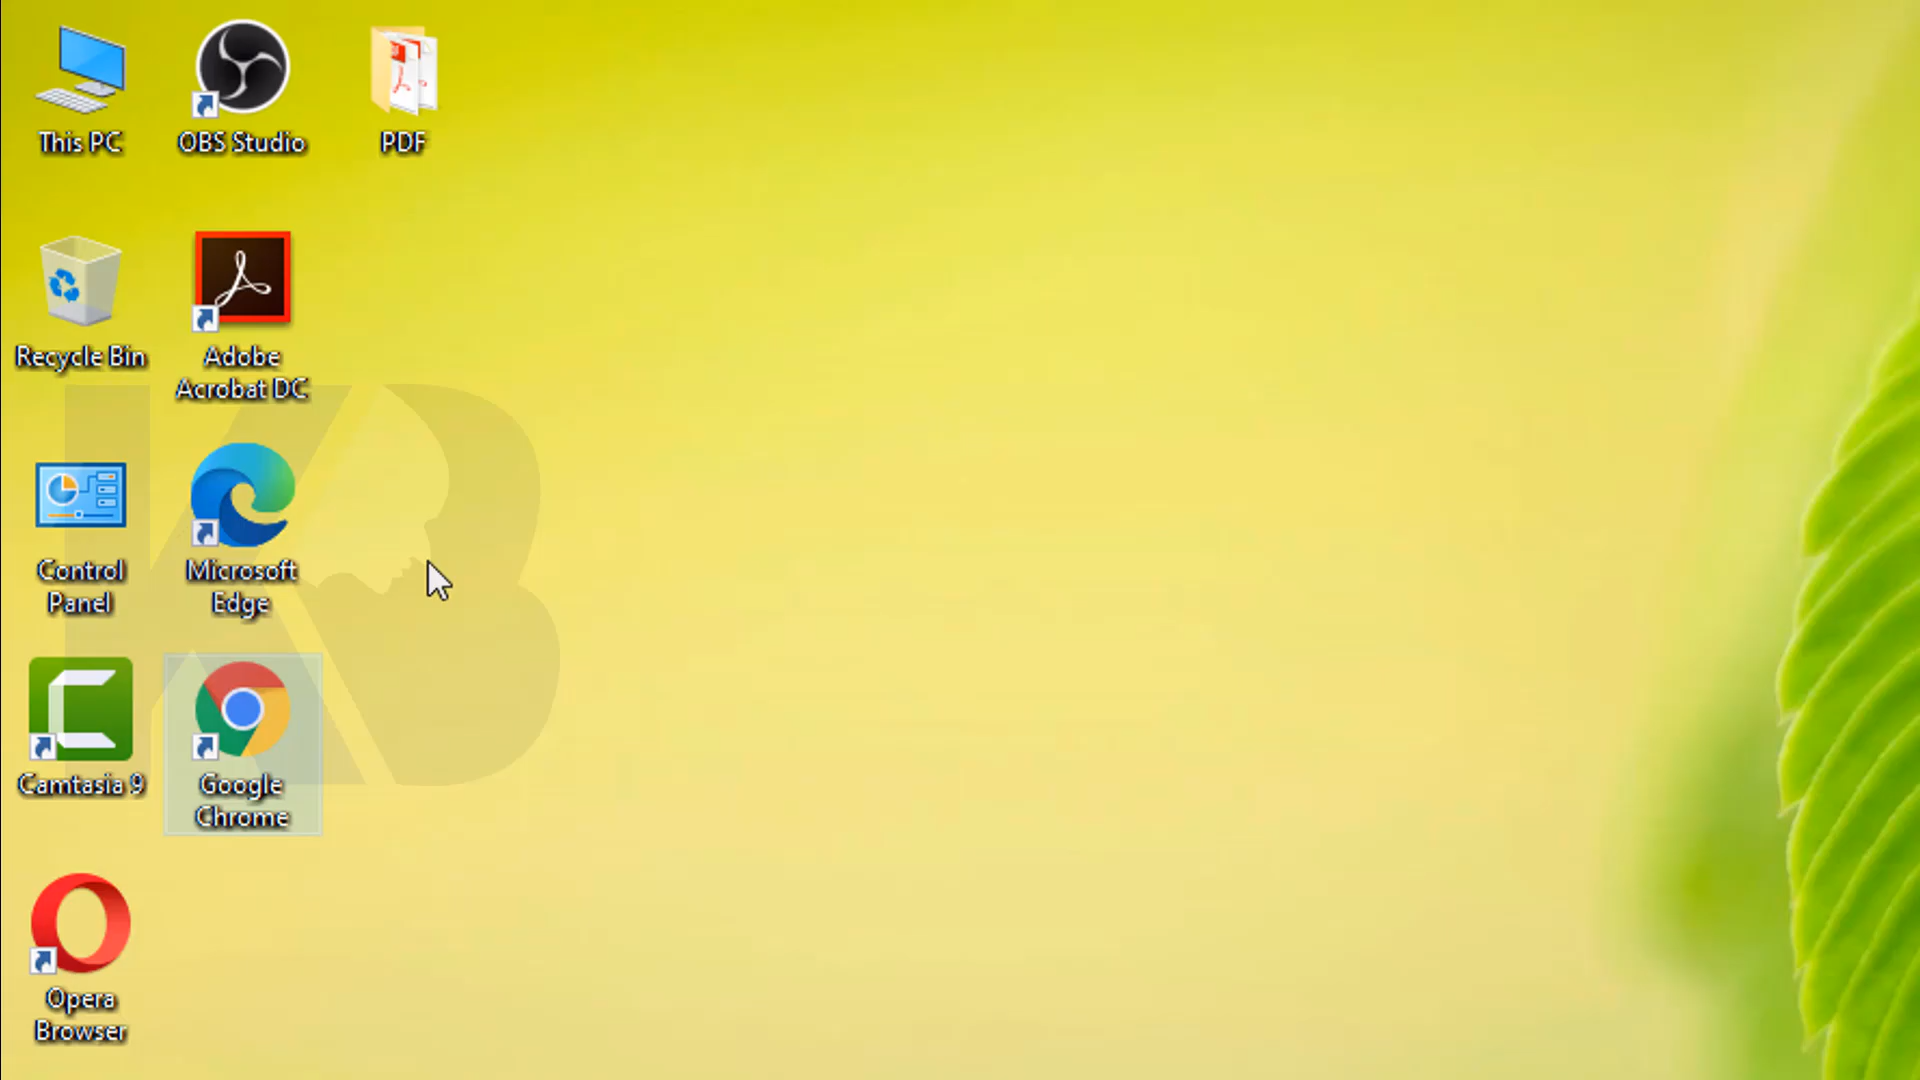 This PC
OBS Studio
PDF
Recycle Bin
Adobe
Acrobat DC
Control
Panel
Microsoft
Edge
Camtasia 9
Google
Chrome
Opera
Browser
KB